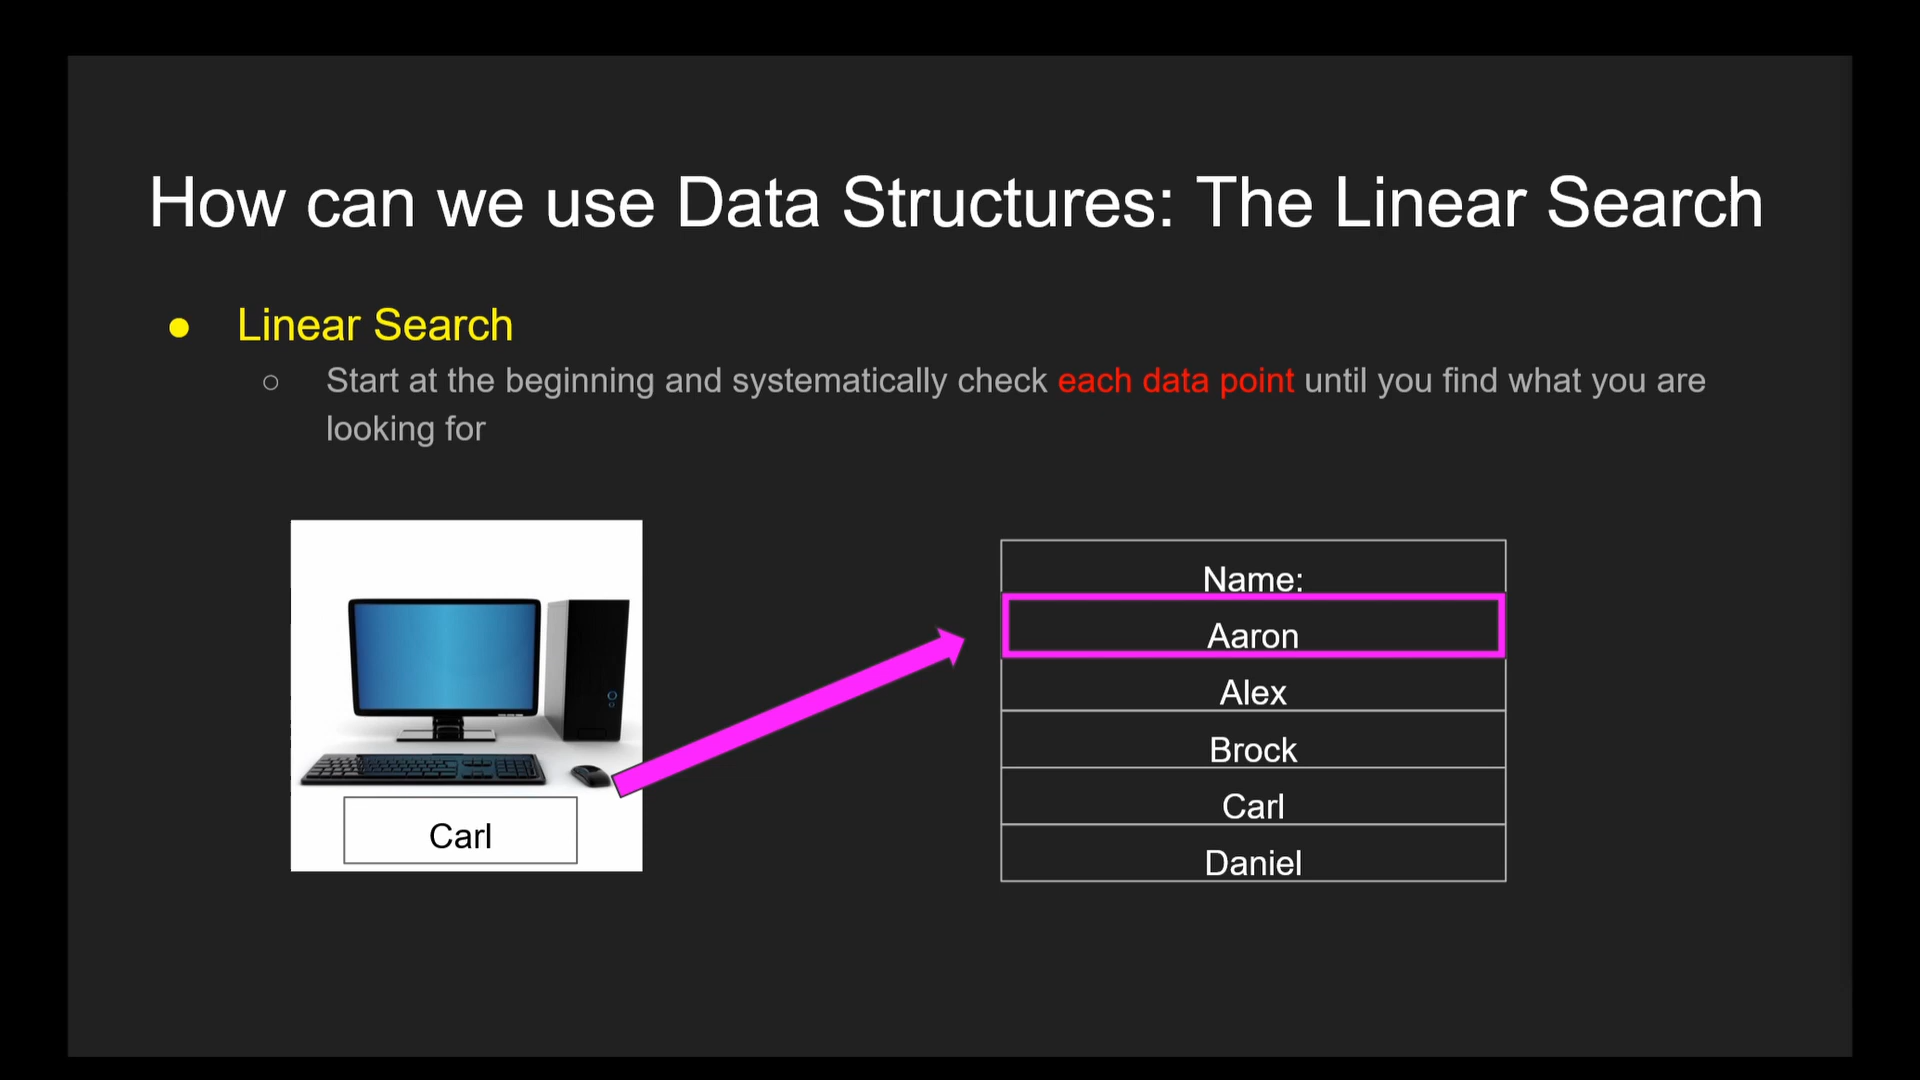 How can we use Data Structures: The Linear Search
● Linear Search
○ Start at the beginning and systematically check each data point until you find what you are
looking for
Carl
Name:
Aaron
Alex
Brock
Carl
Daniel